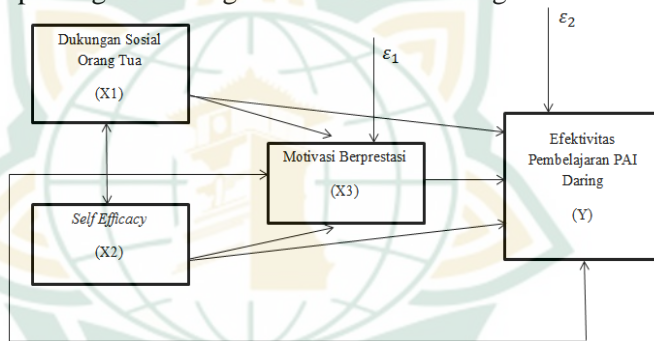 Dukungan Sosial
Orang Tua
(X1)
ε1
ε2
Motivasi Berprestasi
(X3)
Efektivitas
Pembelajaran PAI
Daring
(Y)
Self Efficacy
(X2)